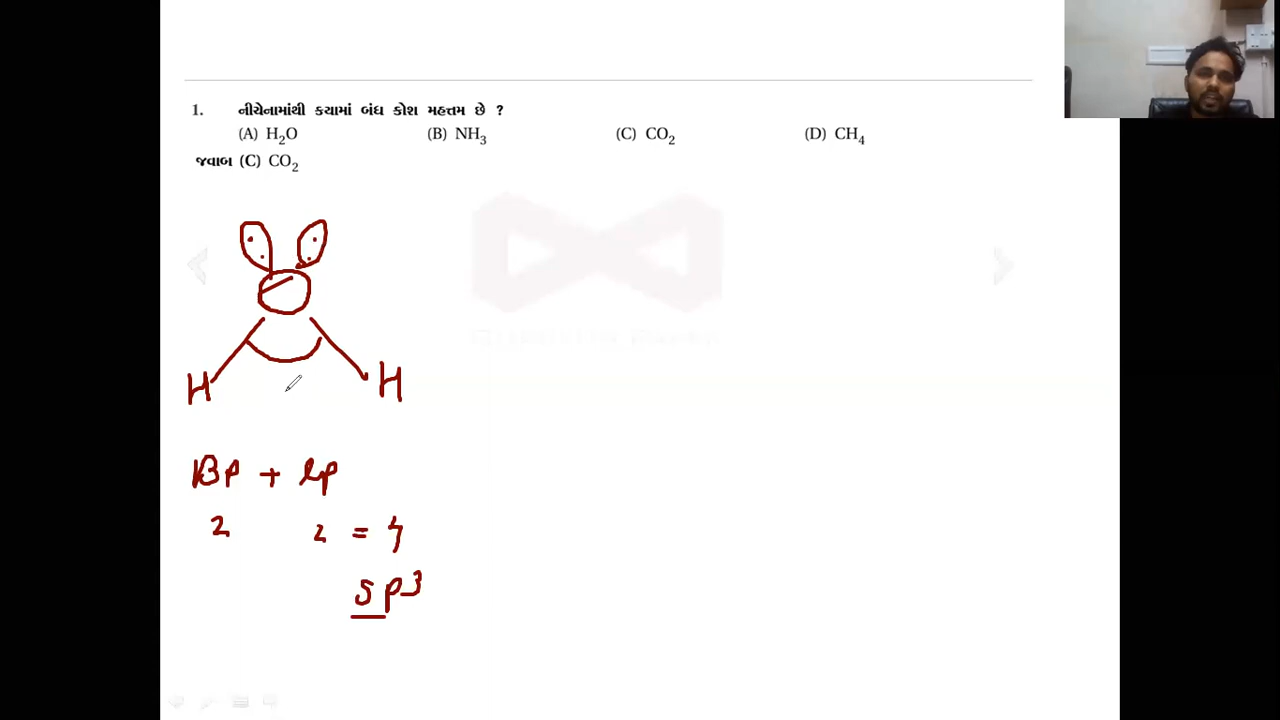 1. નીચેનામાંથી કયામાં બંધ કોશ મહત્તમ છે ?
(A) H₂O (B) NH₃ (C) CO₂ (D) CH₄
જવાબ (C) CO₂
H H
BP + lp
2 2 = 4
sp3